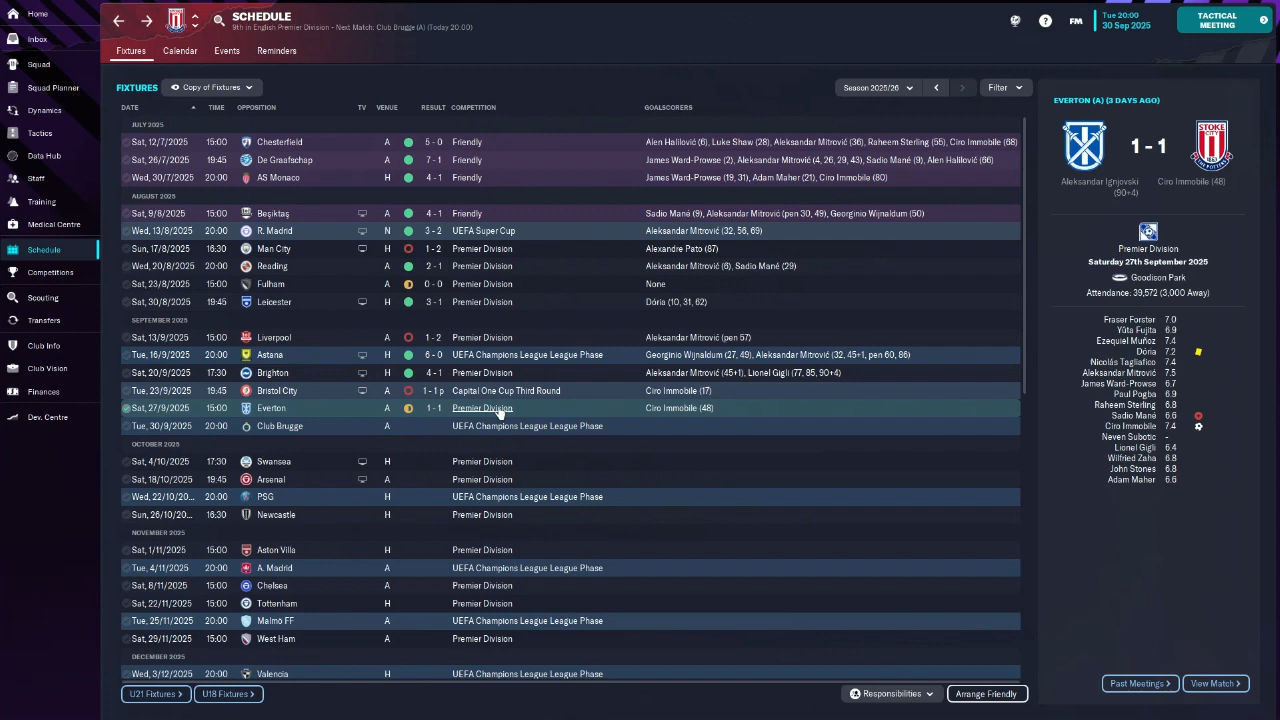 Home
Inbox
Squad
Squad Planner
Dynamics
Tactics
Data Hub
Staff
Training
Medical Centre
Schedule
Competitions
Scouting
Transfers
Club Info
Club Vision
Finances
Dev. Centre
SCHEDULE
9th in English Premier Division - Next Match: Club Brugge (A) (Today 20:00)
FM
Tue 20:00
30 Sep 2025
TACTICAL MEETING
Fixtures Calendar Events Reminders
FIXTURES Copy of Fixtures Season 2025/26 Filter
DATE TIME OPPOSITION TV VENUE RESULT COMPETITION GOALSCORERS
JULY 2025
Sat, 12/7/2025 15:00 Chesterfield A 5 - 0 Friendly Alen Halilović (6), Luke Shaw (28), Aleksandar Mitrović (36), Raheem Sterling (55), Ciro Immobile (68)
Sat, 26/7/2025 19:45 De Graafschap A 7 - 1 Friendly James Ward-Prowse (2), Aleksandar Mitrović (4, 26, 29, 43), Sadio Mané (9), Alen Halilović (66)
Wed, 30/7/2025 20:00 AS Monaco H 4 - 1 Friendly James Ward-Prowse (19, 31), Adam Maher (21), Ciro Immobile (80)
AUGUST 2025
Sat, 9/8/2025 15:00 Beşiktaş A 4 - 1 Friendly Sadio Mané (9), Aleksandar Mitrović (pen 30, 49), Georginio Wijnaldum (50)
Wed, 13/8/2025 20:00 R. Madrid N 3 - 2 UEFA Super Cup Aleksandar Mitrović (32, 56, 69)
Sun, 17/8/2025 16:30 Man City H 1 - 2 Premier Division Alexandre Pato (87)
Wed, 20/8/2025 20:00 Reading A 2 - 1 Premier Division Aleksandar Mitrović (6), Sadio Mané (29)
Sat, 23/8/2025 15:00 Fulham A 0 - 0 Premier Division None
Sat, 30/8/2025 19:45 Leicester H 3 - 1 Premier Division Dória (10, 31, 62)
SEPTEMBER 2025
Sat, 13/9/2025 15:00 Liverpool A 1 - 2 Premier Division Aleksandar Mitrović (pen 57)
Tue, 16/9/2025 20:00 Astana H 6 - 0 UEFA Champions League League Phase Georginio Wijnaldum (27, 49), Aleksandar Mitrović (32, 45+1, pen 60, 86)
Sat, 20/9/2025 17:30 Brighton H 4 - 1 Premier Division Aleksandar Mitrović (45+1), Lionel Gigli (77, 85, 90+4)
Tue, 23/9/2025 19:45 Bristol City A 1 - 1 p Capital One Cup Third Round Ciro Immobile (17)
Sat, 27/9/2025 15:00 Everton A 1 - 1 Premier Division Ciro Immobile (48)
Tue, 30/9/2025 20:00 Club Brugge A UEFA Champions League League Phase
OCTOBER 2025
Sat, 4/10/2025 17:30 Swansea H Premier Division
Sat, 18/10/2025 19:45 Arsenal A Premier Division
Wed, 22/10/20... 20:00 PSG H UEFA Champions League League Phase
Sun, 26/10/20... 16:30 Newcastle H Premier Division
NOVEMBER 2025
Sat, 1/11/2025 15:00 Aston Villa H Premier Division
Tue, 4/11/2025 20:00 A. Madrid A UEFA Champions League League Phase
Sat, 8/11/2025 15:00 Chelsea A Premier Division
Sat, 22/11/2025 15:00 Tottenham H Premier Division
Tue, 25/11/2025 20:00 Malmö FF A UEFA Champions League League Phase
Sat, 29/11/2025 15:00 West Ham A Premier Division
DECEMBER 2025
Wed, 3/12/2025 20:00 Valencia H UEFA Champions League League Phase
U21 Fixtures U18 Fixtures Responsibilities Arrange Friendly
EVERTON (A) (3 DAYS AGO)
STOKE CITY
1 - 1
Aleksandar Ignjovski (90+4)
Ciro Immobile (48)
Premier Division
Saturday 27th September 2025
Goodison Park
Attendance: 39,572 (3,000 Away)
Fraser Forster 7.0
Yûta Fujita 6.9
Ezequiel Muñoz 7.4
Dória 7.2
Nicolás Tagliafico 7.4
Aleksandar Mitrović 7.5
James Ward-Prowse 6.7
Paul Pogba 6.9
Raheem Sterling 6.8
Sadio Mané 6.6
Ciro Immobile 7.4
Neven Subotic -
Lionel Gigli 6.4
Wilfried Zaha 6.8
John Stones 6.8
Adam Maher 6.6
Past Meetings View Match